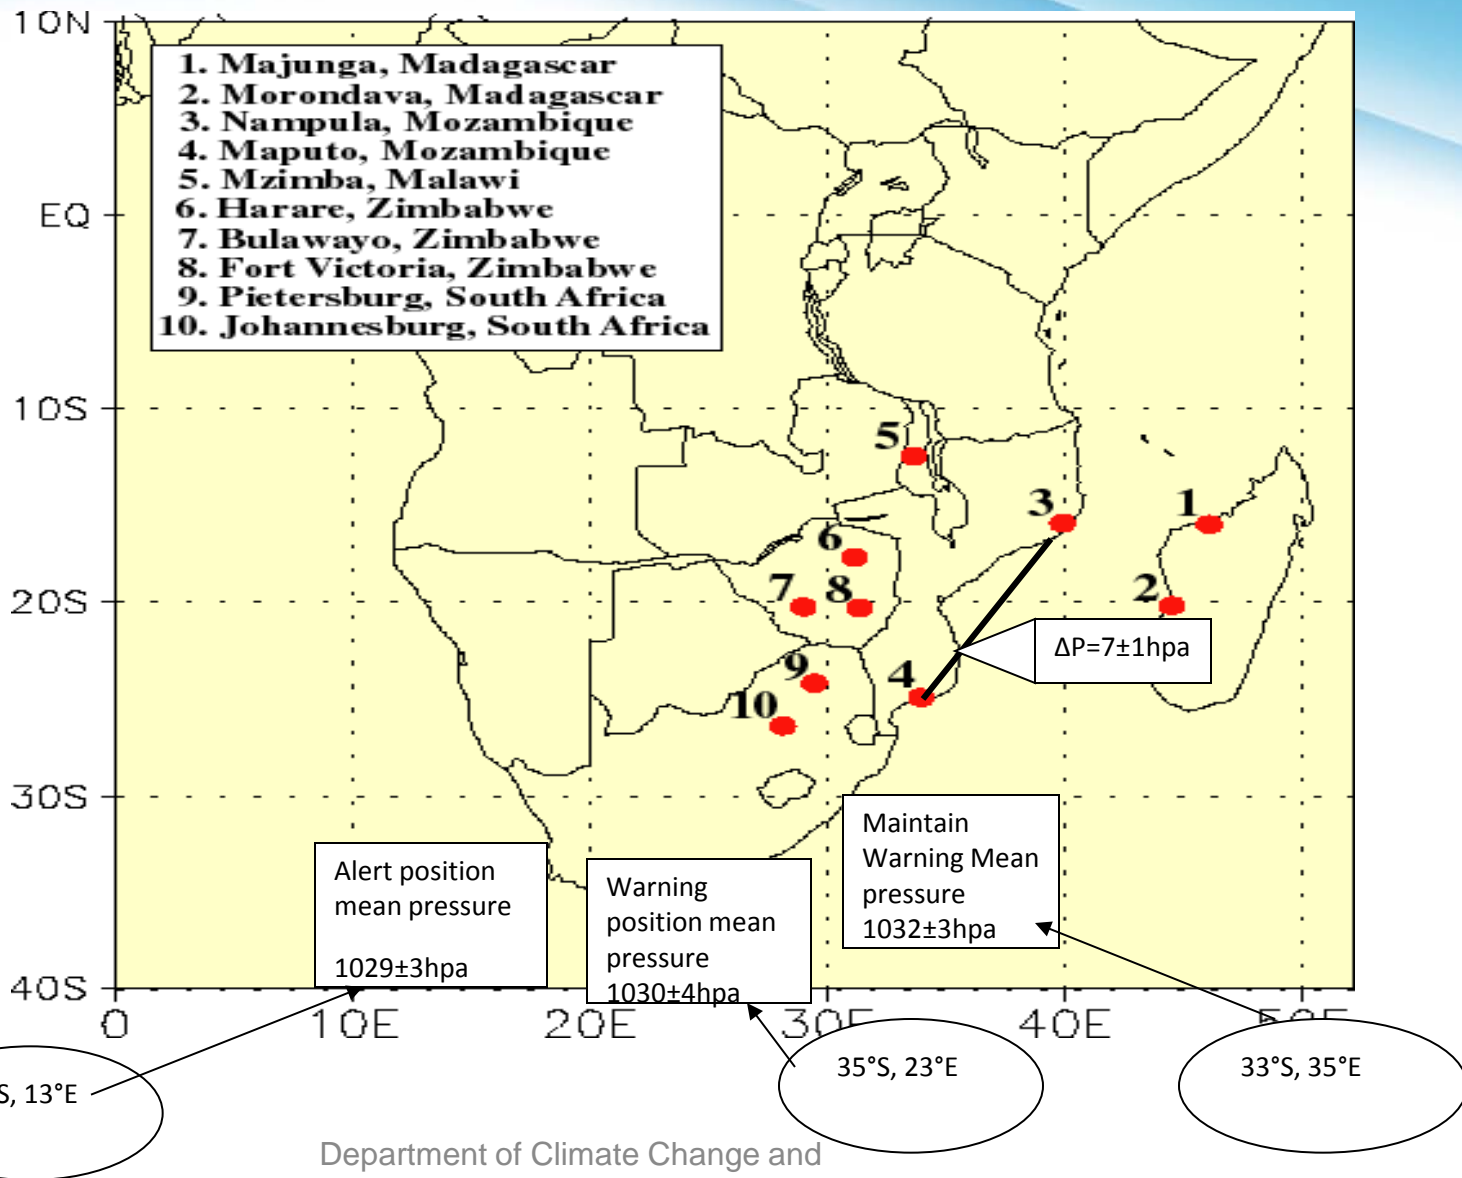 10N
1. Majunga, Madagascar
2. Morondava, Madagascar
3. Nampula, Mozambique
4. Maputo, Mozambique
5. Mzimba, Malawi
6. Harare, Zimbabwe
7. Bulawayo, Zimbabwe
8. Fort Victoria, Zimbabwe
9. Pietersburg, South Africa
10. Johannesburg, South Africa
EQ
10S
5
3
1
6
20S
7
8
2
ΔP=7±1hpa
9
4
10
30S
Maintain
Warning Mean
pressure
1032±3hpa
Alert position
mean pressure
1029±3hpa
Warning
position mean
pressure
1030±4hpa
40S
0
10E
20E
30E
40E
50E
S, 13°E
35°S, 23°E
33°S, 35°E
Department of Climate Change and